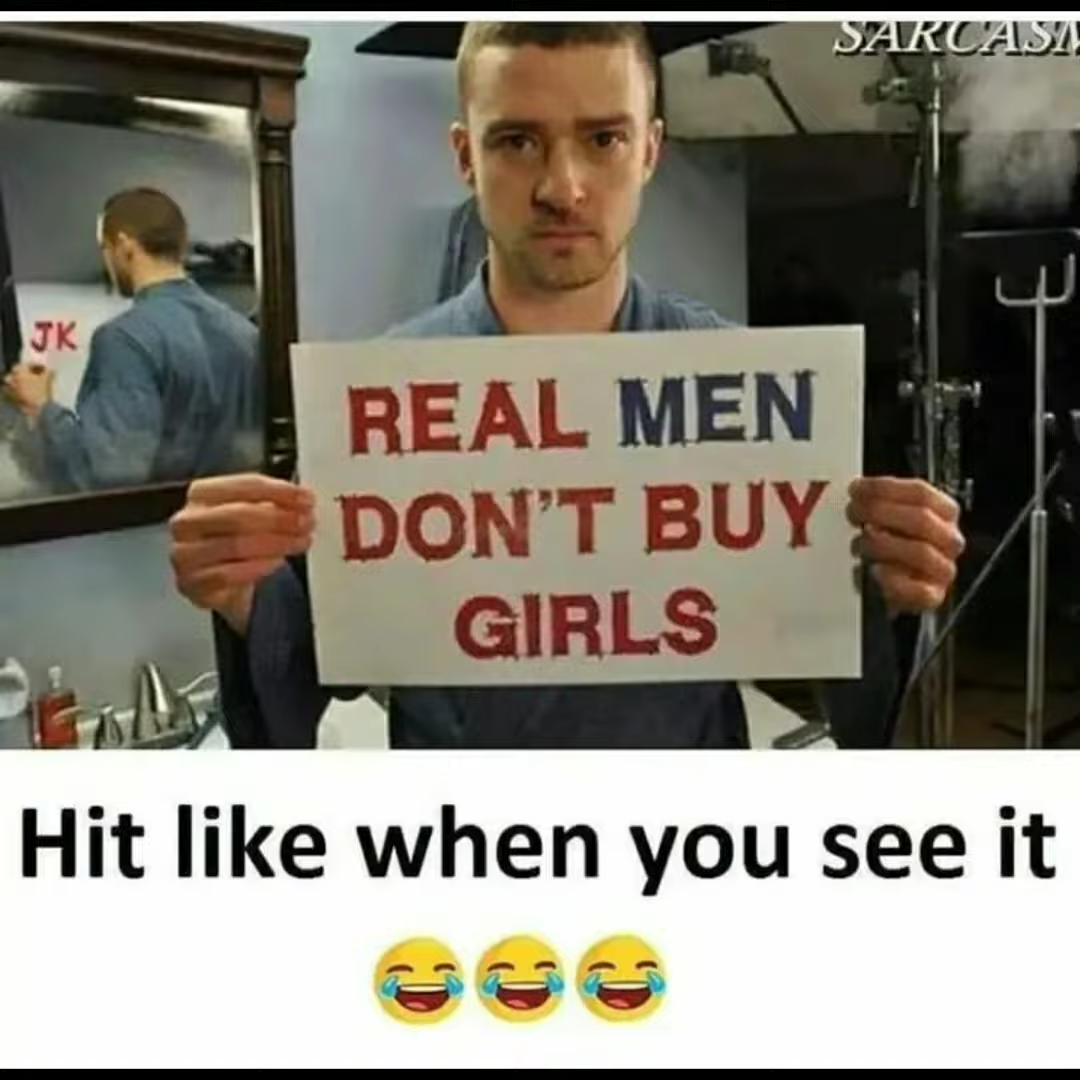 SARCASM
JK
REAL MEN
DON'T BUY
GIRLS
Hit like when you see it
😂😂😂